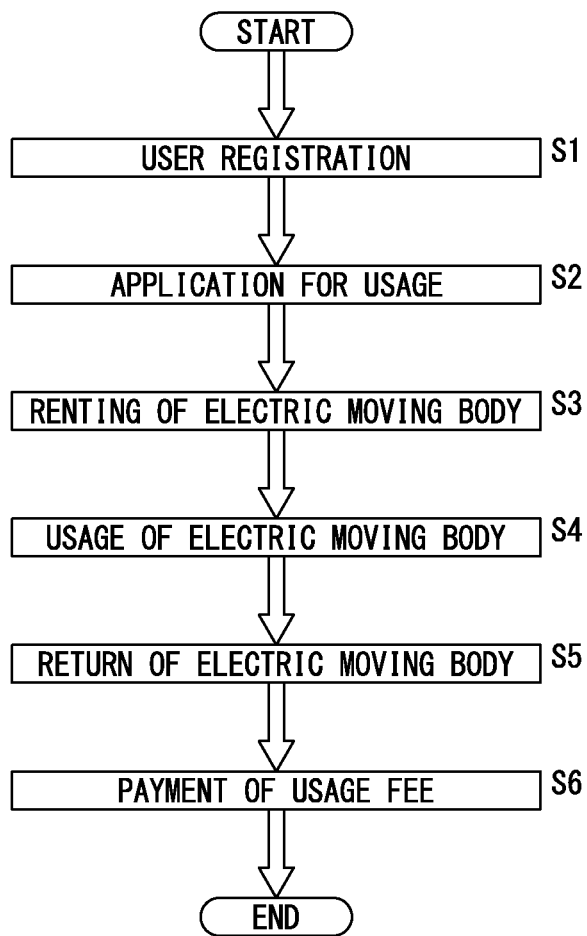 START
USER REGISTRATION S1
APPLICATION FOR USAGE S2
RENTING OF ELECTRIC MOVING BODY S3
USAGE OF ELECTRIC MOVING BODY S4
RETURN OF ELECTRIC MOVING BODY S5
PAYMENT OF USAGE FEE S6
END